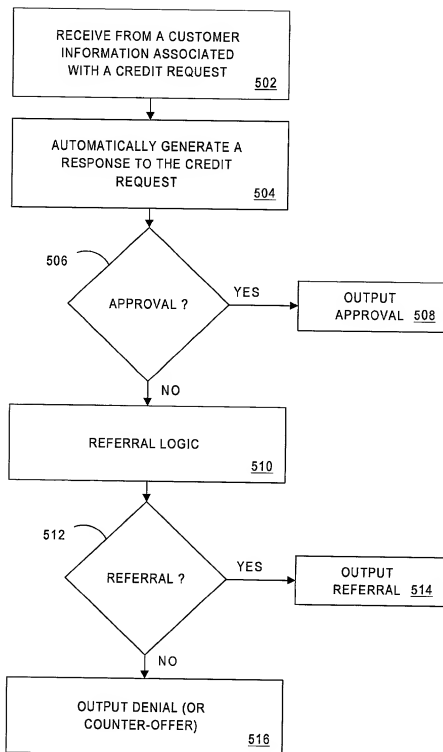 RECEIVE FROM A CUSTOMER
INFORMATION ASSOCIATED
WITH A CREDIT REQUEST
502
AUTOMATICALLY GENERATE A
RESPONSE TO THE CREDIT
REQUEST
504
506
APPROVAL ?
YES
OUTPUT
APPROVAL 508
NO
REFERRAL LOGIC
510
512
REFERRAL ?
YES
OUTPUT
REFERRAL 514
NO
OUTPUT DENIAL (OR
COUNTER-OFFER)
516